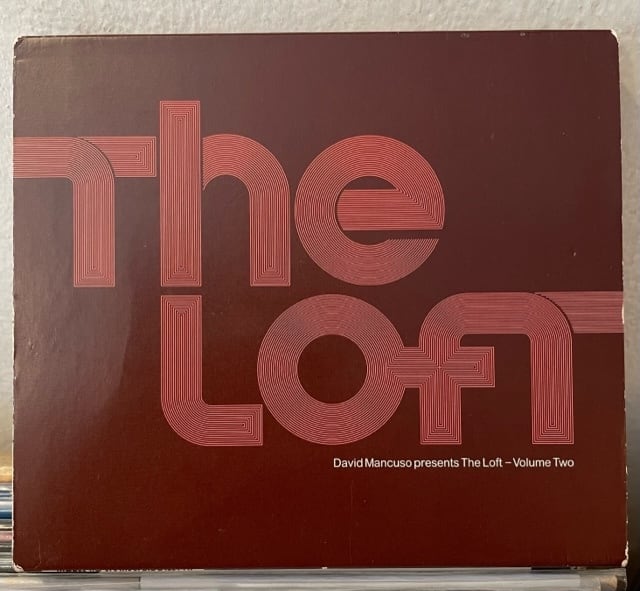 The
Loft
David Mancuso presents The Loft – Volume Two